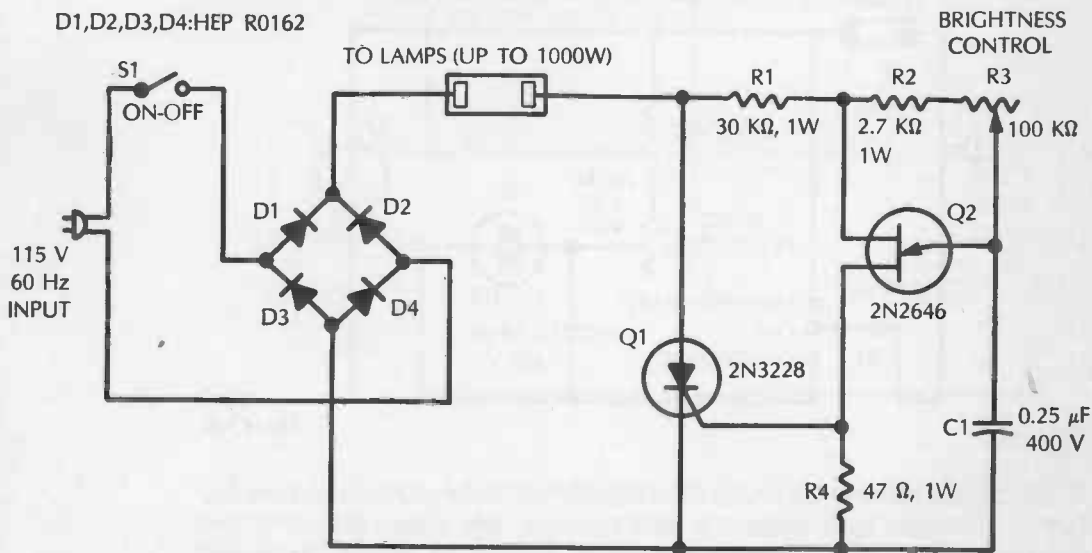 D1,D2,D3,D4:HEP R0162
BRIGHTNESS
CONTROL
TO LAMPS (UP TO 1000W)
S1
ON-OFF
R1
30 KΩ, 1W
R2
2.7 KΩ
1W
R3
100 KΩ
D1
D2
D3
D4
115 V
60 Hz
INPUT
Q2
2N2646
Q1
2N3228
C1
0.25 µF
400 V
R4
47 Ω, 1W